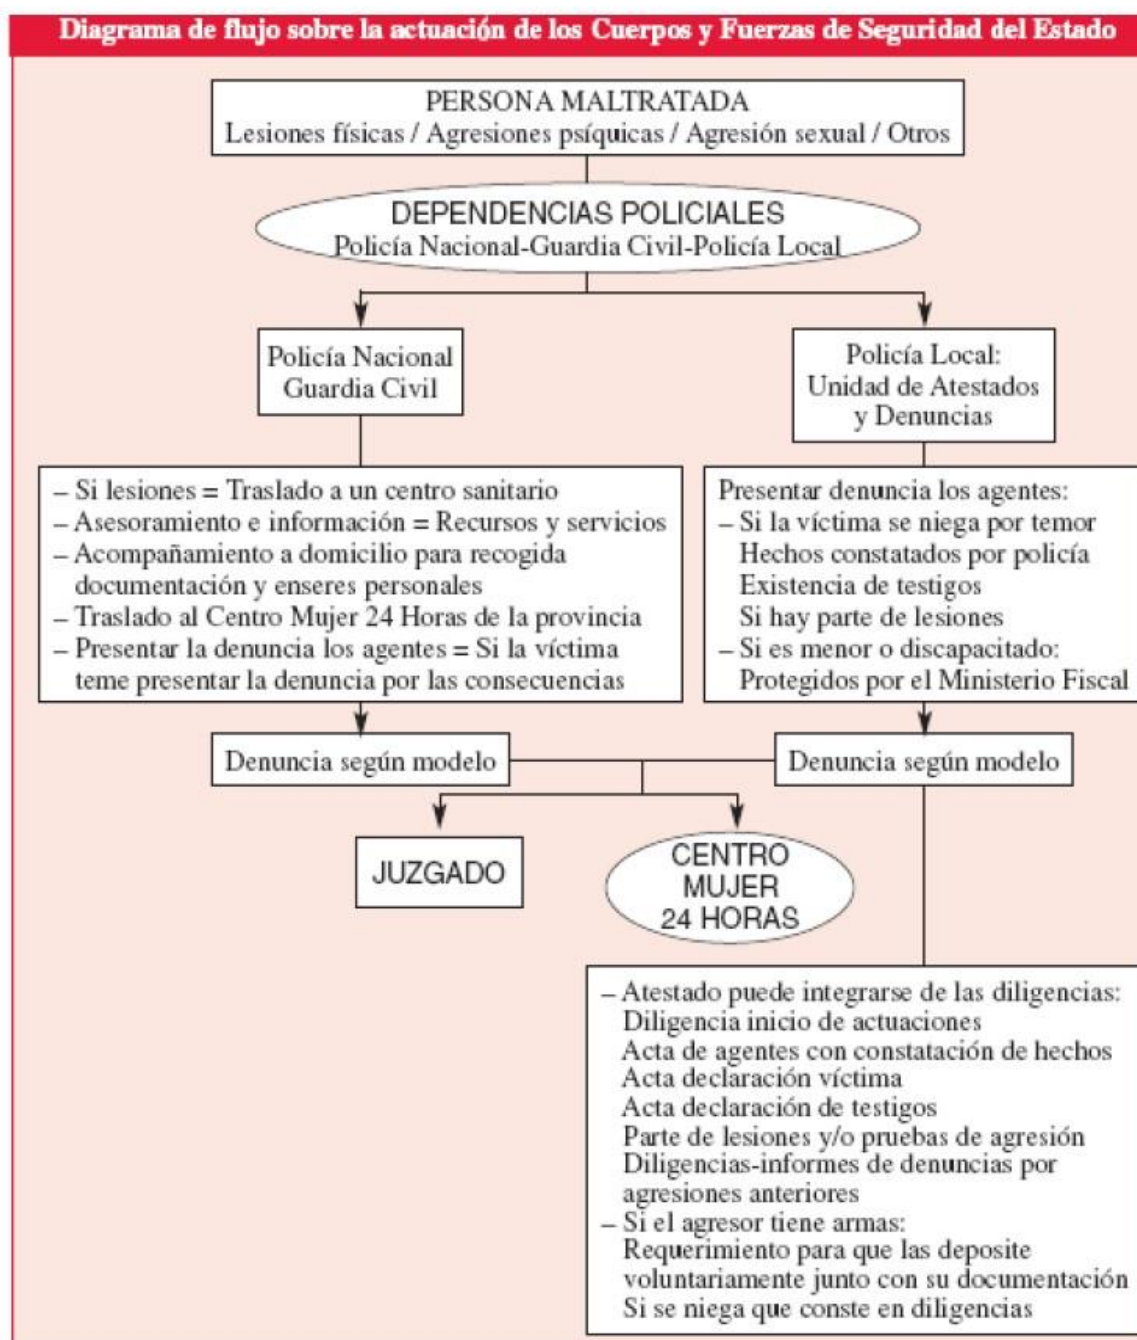 Diagrama de flujo sobre la actuación de los Cuerpos y Fuerzas de Seguridad del Estado
PERSONA MALTRATADA
Lesiones físicas / Agresiones psíquicas / Agresión sexual / Otros
DEPENDENCIAS POLICIALES
Policía Nacional-Guardia Civil-Policía Local
Policía Nacional
Guardia Civil
Policía Local:
Unidad de Atestados
y Denuncias
– Si lesiones = Traslado a un centro sanitario
– Asesoramiento e información = Recursos y servicios
– Acompañamiento a domicilio para recogida
documentación y enseres personales
– Traslado al Centro Mujer 24 Horas de la provincia
– Presentar la denuncia los agentes = Si la víctima
teme presentar la denuncia por las consecuencias
Presentar denuncia los agentes:
– Si la víctima se niega por temor
Hechos constatados por policía
Existencia de testigos
Si hay parte de lesiones
– Si es menor o discapacitado:
Protegidos por el Ministerio Fiscal
Denuncia según modelo
Denuncia según modelo
JUZGADO
CENTRO
MUJER
24 HORAS
– Atestado puede integrarse de las diligencias:
Diligencia inicio de actuaciones
Acta de agentes con constatación de hechos
Acta declaración víctima
Acta declaración de testigos
Parte de lesiones y/o pruebas de agresión
Diligencias-informes de denuncias por
agresiones anteriores
– Si el agresor tiene armas:
Requerimiento para que las deposite
voluntariamente junto con su documentación
Si se niega que conste en diligencias